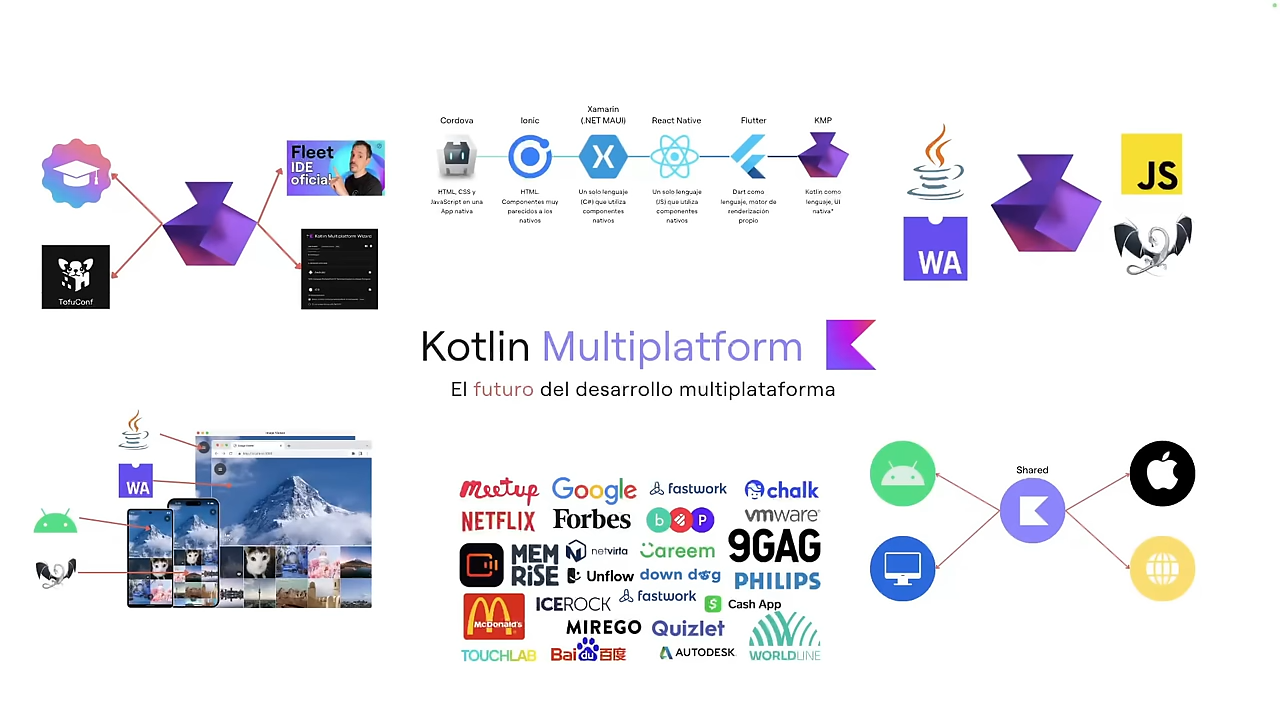 Fleet
IDE
oficial
TofuConf
Kotlin Multiplatform Wizard
Cordova
Ionic
Xamarin
(.NET MAUI)
React Native
Flutter
KMP
HTML, CSS y
JavaScript en una
App nativa
HTML.
Componentes muy
parecidos a los
nativos
Un solo lenguaje
(C#) que utiliza
componentes
nativos
Un solo lenguaje
(JS) que utiliza
componentes
nativos
Dart como
lenguaje, motor de
renderización
propio
Kotlin como
lenguaje, UI
nativa*
JS
WA
Kotlin Multiplatform
El futuro del desarrollo multiplataforma
WA
Meetup
Google
fastwork
chalk
NETFLIX
Forbes
b
P
vmware
9GAG
MEM
RiSE
netvirta
Careem
Unflow
down dog
PHILIPS
McDonald's
ICEROCK
fastwork
Cash App
MIREGO
Quizlet
TOUCHLAB
Bai du 百度
AUTODESK
WORLDLINE
Shared